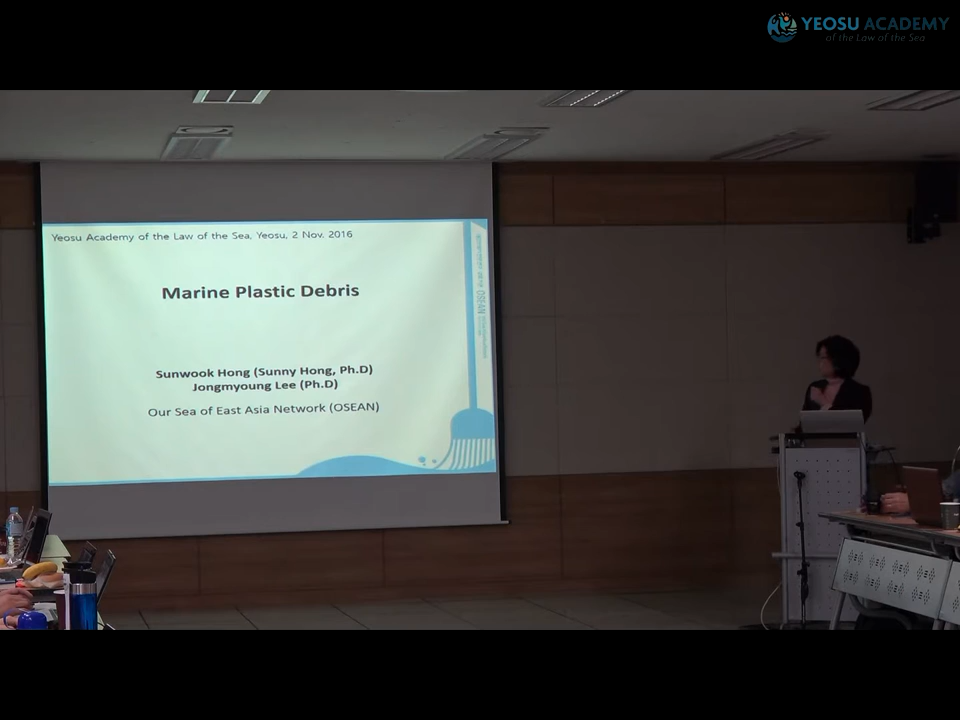 YEOSU ACADEMY
of the Law of the Sea
Yeosu Academy of the Law of the Sea, Yeosu, 2 Nov. 2016
Marine Plastic Debris
Sunwook Hong (Sunny Hong, Ph.D)
Jongmyoung Lee (Ph.D)
Our Sea of East Asia Network (OSEAN)
OSEAN